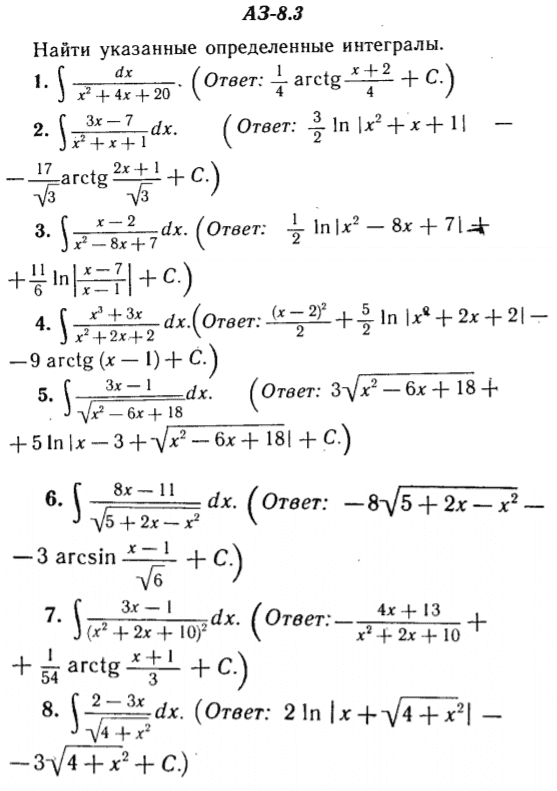 АЗ-8.3
Найти указанные определенные интегралы.
1. ∫ dx/(x² + 4x + 20). (Ответ: 1/4 arctg (x + 2)/4 + C.)
2. ∫ (3x − 7)/(x² + x + 1) dx. (Ответ: 3/2 ln |x² + x + 1| −
− 17/√3 arctg (2x + 1)/√3 + C.)
3. ∫ (x − 2)/(x² − 8x + 7) dx. (Ответ: 1/2 ln |x² − 8x + 7| +
+ 11/6 ln |(x − 7)/(x − 1)| + C.)
4. ∫ (x³ + 3x)/(x² + 2x + 2) dx. (Ответ: (x − 2)²/2 + 5/2 ln |x² + 2x + 2| −
− 9 arctg (x − 1) + C.)
5. ∫ (3x − 1)/√(x² − 6x + 18) dx. (Ответ: 3√(x² − 6x + 18) +
+ 5 ln |x − 3 + √(x² − 6x + 18)| + C.)
6. ∫ (8x − 11)/√(5 + 2x − x²) dx. (Ответ: −8√(5 + 2x − x²) −
− 3 arcsin (x − 1)/√6 + C.)
7. ∫ (3x − 1)/(x² + 2x + 10)² dx. (Ответ: − (4x + 13)/(x² + 2x + 10) +
+ 1/54 arctg (x + 1)/3 + C.)
8. ∫ (2 − 3x)/√(4 + x²) dx. (Ответ: 2 ln |x + √(4 + x²)| −
− 3√(4 + x²) + C.)